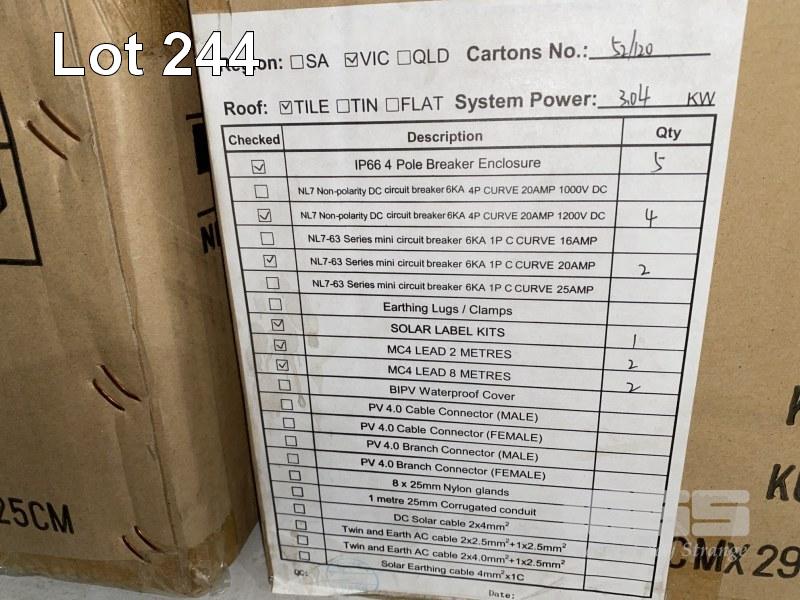 Lot 244
Region: ☐SA ☑VIC ☐QLD Cartons No.: 52/120
Roof: ☑TILE ☐TIN ☐FLAT System Power: 3.04 KW
Checked Description Qty
☑ IP66 4 Pole Breaker Enclosure 5
☐ NL7 Non-polarity DC circuit breaker 6KA 4P CURVE 20AMP 1000V DC
☑ NL7 Non-polarity DC circuit breaker 6KA 4P CURVE 20AMP 1200V DC 4
☐ NL7-63 Series mini circuit breaker 6KA 1P C CURVE 16AMP
☑ NL7-63 Series mini circuit breaker 6KA 1P C CURVE 20AMP 2
☐ NL7-63 Series mini circuit breaker 6KA 1P C CURVE 25AMP
☐ Earthing Lugs / Clamps
☑ SOLAR LABEL KITS 1
☑ MC4 LEAD 2 METRES 2
☑ MC4 LEAD 8 METRES 2
☐ BIPV Waterproof Cover
☐ PV 4.0 Cable Connector (MALE)
☐ PV 4.0 Cable Connector (FEMALE)
☐ PV 4.0 Branch Connector (MALE)
☐ PV 4.0 Branch Connector (FEMALE)
☐ 8 x 25mm Nylon glands
☐ 1 metre 25mm Corrugated conduit
☐ DC Solar cable 2x4mm²
☐ Twin and Earth AC cable 2x2.5mm²+1x2.5mm²
☐ Twin and Earth AC cable 2x4.0mm²+1x2.5mm²
☐ Solar Earthing cable 4mm²x1C
QC: Date:
25CM
CMX29
Strange